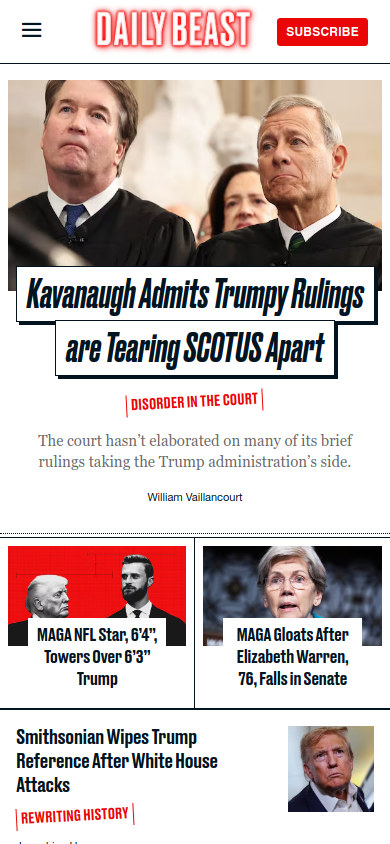 DAILY BEAST
SUBSCRIBE
Kavanaugh Admits Trumpy Rulings
are Tearing SCOTUS Apart
DISORDER IN THE COURT
The court hasn’t elaborated on many of its brief
rulings taking the Trump administration’s side.
William Vaillancourt
MAGA NFL Star, 6’4”,
Towers Over 6’3”
Trump
MAGA Gloats After
Elizabeth Warren,
76, Falls in Senate
Smithsonian Wipes Trump
Reference After White House
Attacks
REWRITING HISTORY